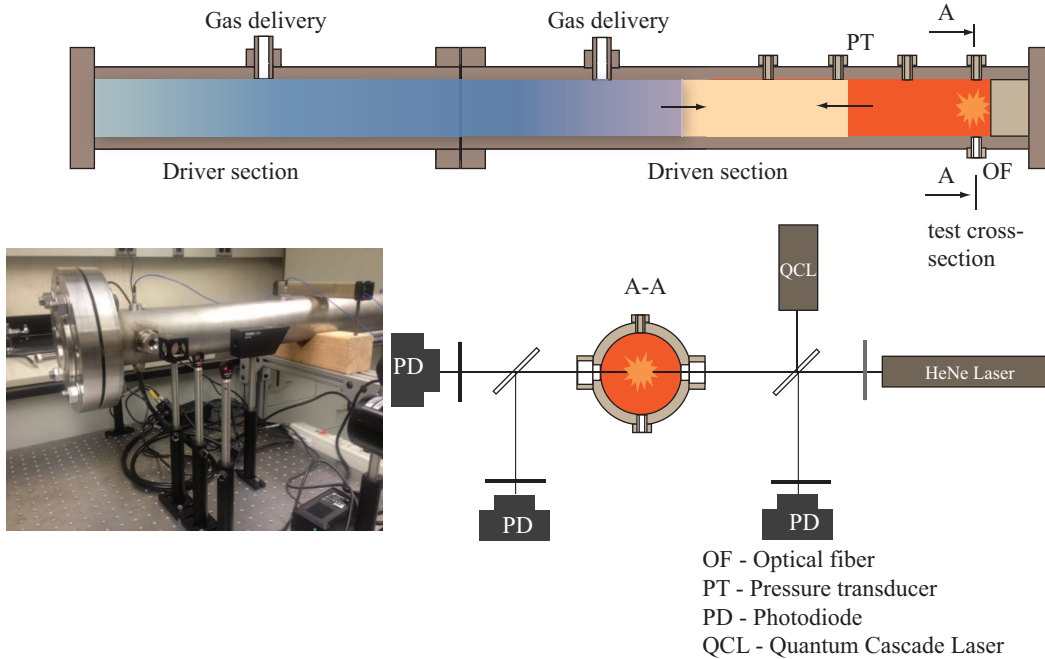 Gas delivery
Gas delivery
PT
A
Driver section
Driven section
A
OF
test cross-
section
A-A
QCL
PD
HeNe Laser
PD
PD
OF - Optical fiber
PT - Pressure transducer
PD - Photodiode
QCL - Quantum Cascade Laser